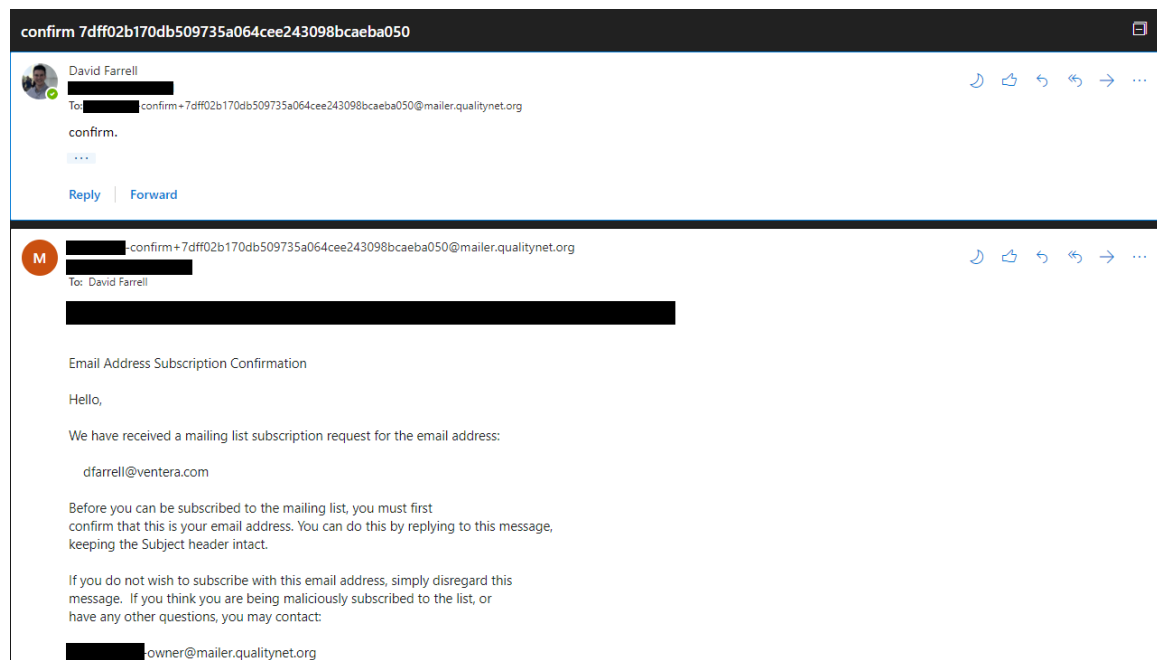 confirm 7dff02b170db509735a064cee243098bcaeba050
David Farrell
To: -confirm+7dff02b170db509735a064cee243098bcaeba050@mailer.qualitynet.org
confirm.
...
Reply Forward
M
-confirm+7dff02b170db509735a064cee243098bcaeba050@mailer.qualitynet.org
To: David Farrell
Email Address Subscription Confirmation
Hello,
We have received a mailing list subscription request for the email address:
dfarrell@ventera.com
Before you can be subscribed to the mailing list, you must first
confirm that this is your email address. You can do this by replying to this message,
keeping the Subject header intact.
If you do not wish to subscribe with this email address, simply disregard this
message. If you think you are being maliciously subscribed to the list, or
have any other questions, you may contact:
-owner@mailer.qualitynet.org